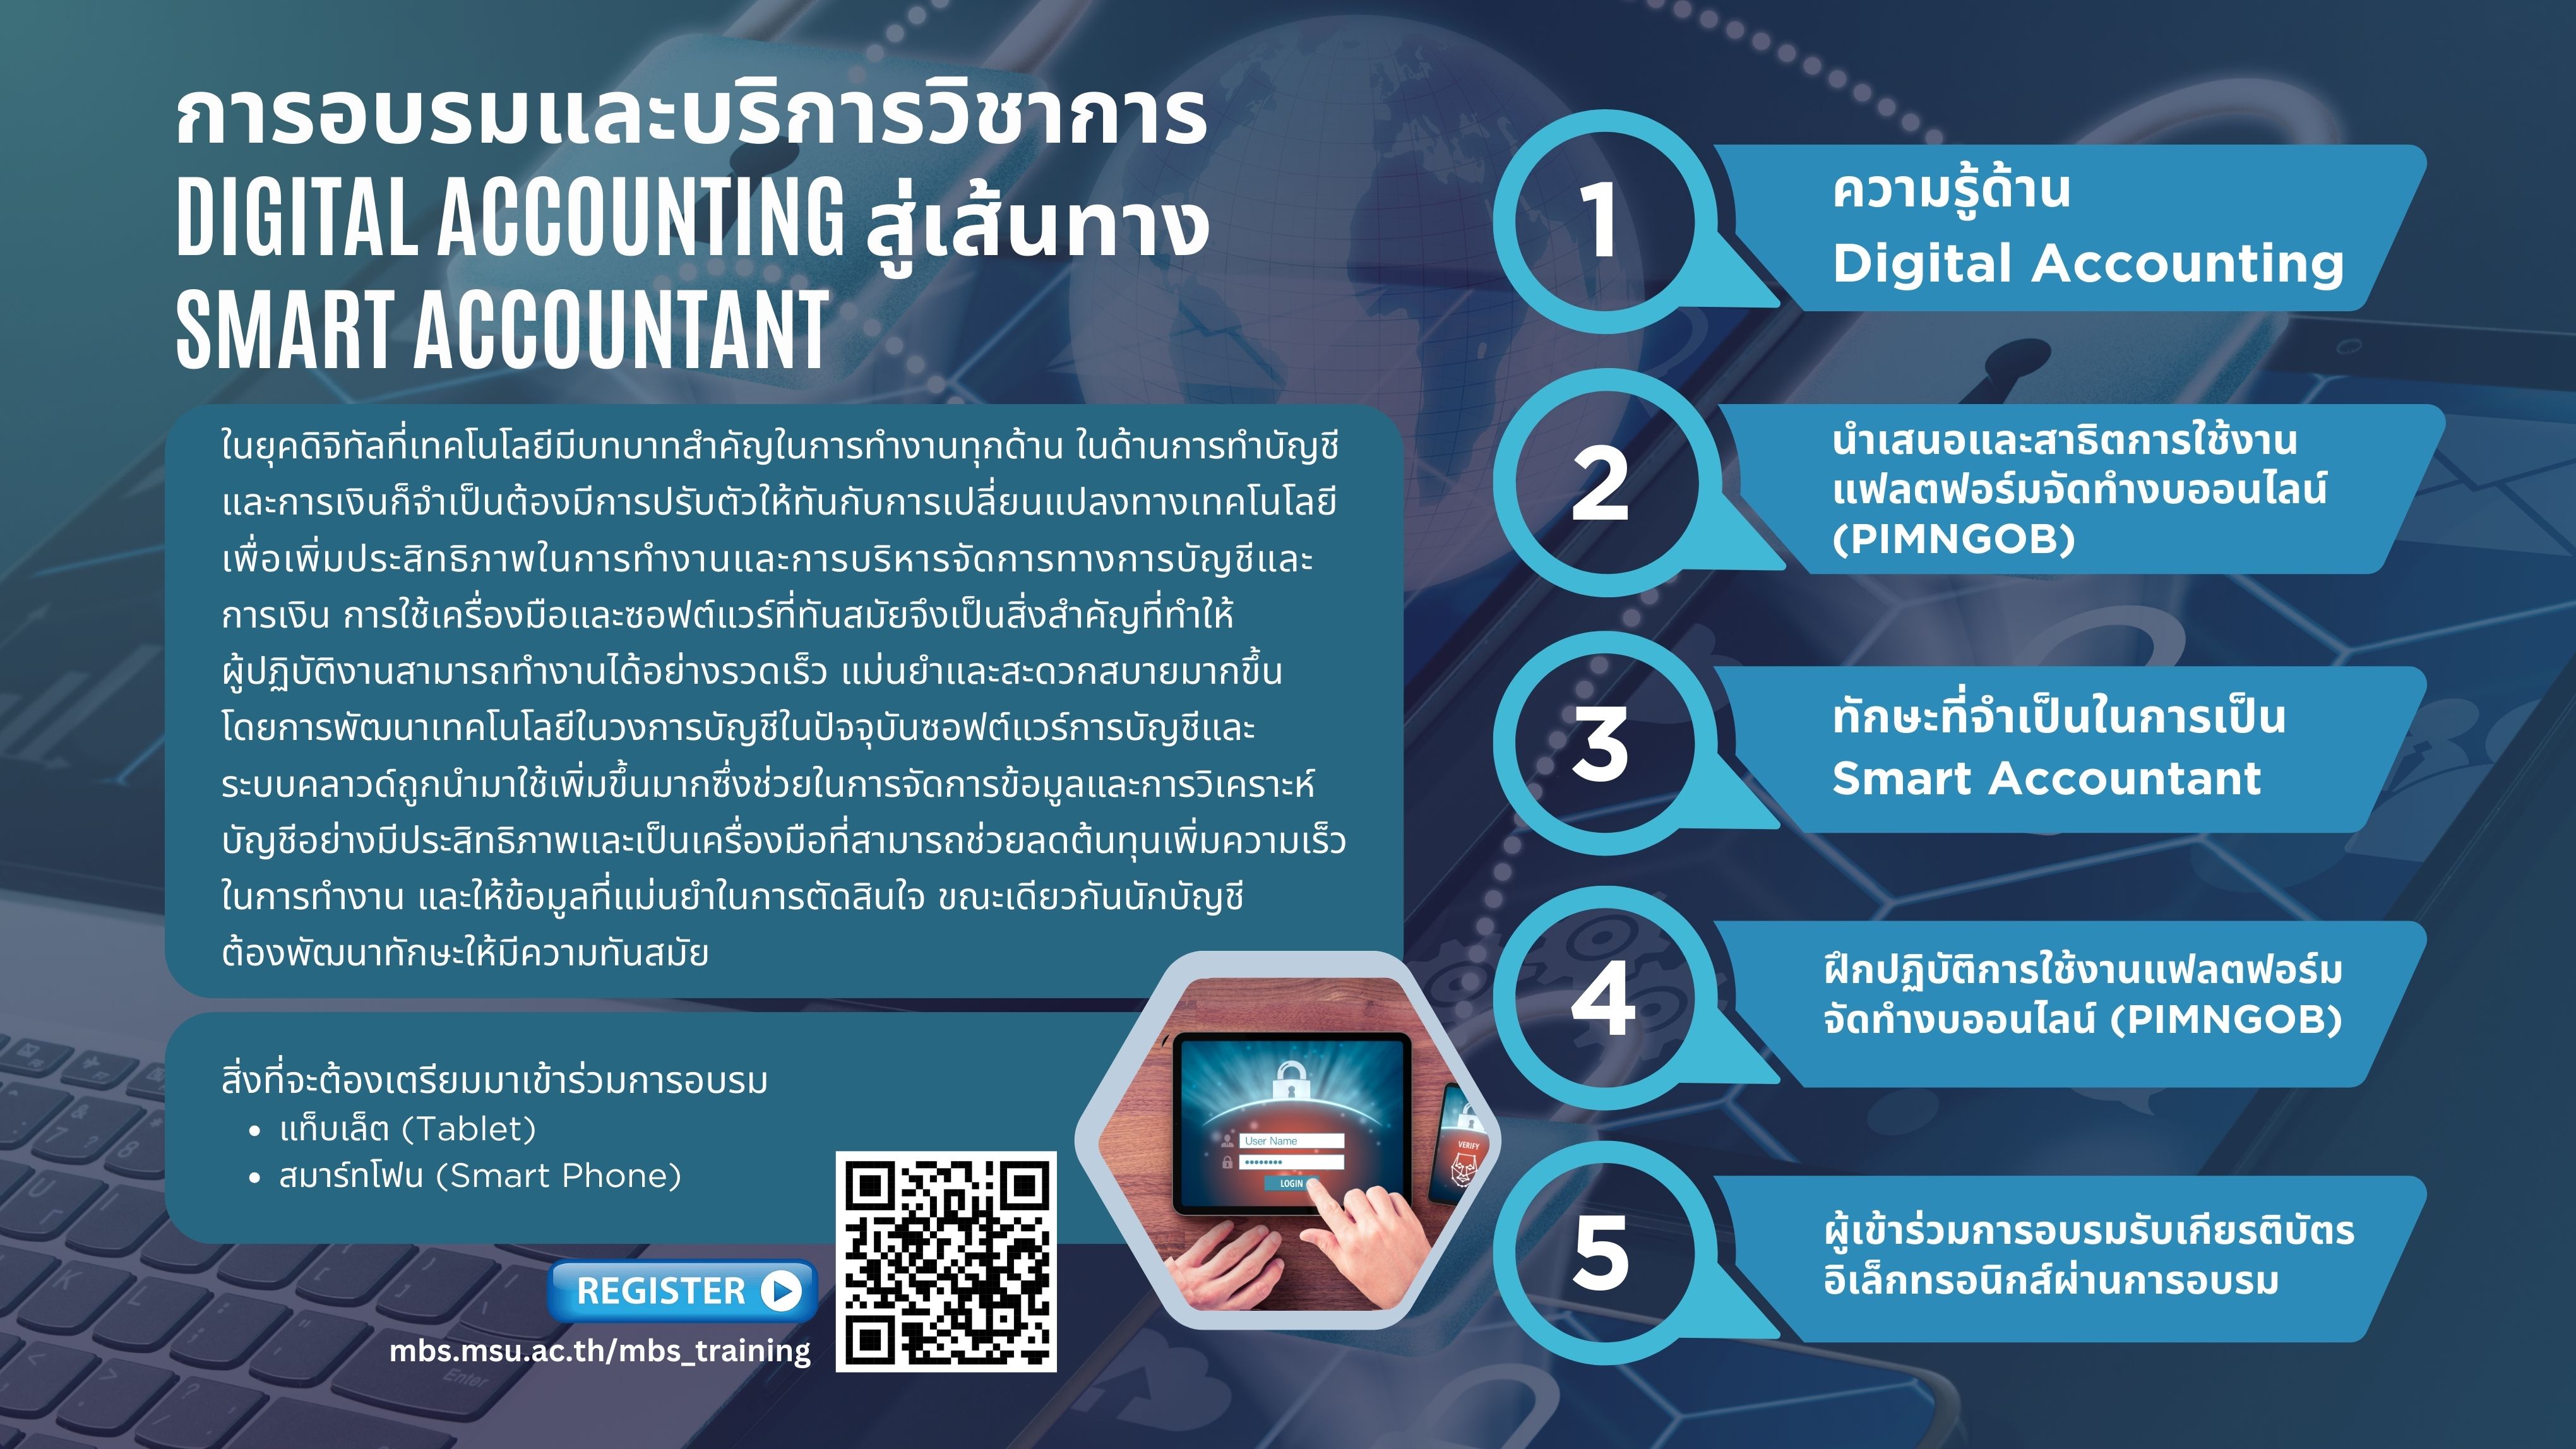 การอบรมและบริการวิชาการ
DIGITAL ACCOUNTING สู่เส้นทาง
SMART ACCOUNTANT
ในยุคดิจิทัลที่เทคโนโลยีมีบทบาทสำคัญในการทำงานทุกด้าน ในด้านการทำบัญชี
และการเงินก็จำเป็นต้องมีการปรับตัวให้ทันกับการเปลี่ยนแปลงทางเทคโนโลยี
เพื่อเพิ่มประสิทธิภาพในการทำงานและการบริหารจัดการทางการบัญชีและ
การเงิน การใช้เครื่องมือและซอฟต์แวร์ที่ทันสมัยจึงเป็นสิ่งสำคัญที่ทำให้
ผู้ปฏิบัติงานสามารถทำงานได้อย่างรวดเร็ว แม่นยำและสะดวกสบายมากขึ้น
โดยการพัฒนาเทคโนโลยีในวงการบัญชีในปัจจุบันซอฟต์แวร์การบัญชีและ
ระบบคลาวด์ถูกนำมาใช้เพิ่มขึ้นมากซึ่งช่วยในการจัดการข้อมูลและการวิเคราะห์
บัญชีอย่างมีประสิทธิภาพและเป็นเครื่องมือที่สามารถช่วยลดต้นทุนเพิ่มความเร็ว
ในการทำงาน และให้ข้อมูลที่แม่นยำในการตัดสินใจ ขณะเดียวกันนักบัญชี
ต้องพัฒนาทักษะให้มีความทันสมัย
สิ่งที่จะต้องเตรียมมาเข้าร่วมการอบรม
• แท็บเล็ต (Tablet)
• สมาร์ทโฟน (Smart Phone)
REGISTER
mbs.msu.ac.th/mbs_training
User Name
LOGIN
VERIFY
1
ความรู้ด้าน
Digital Accounting
2
นำเสนอและสาธิตการใช้งาน
แฟลตฟอร์มจัดทำงบออนไลน์
(PIMNGOB)
3
ทักษะที่จำเป็นในการเป็น
Smart Accountant
4
ฝึกปฏิบัติการใช้งานแฟลตฟอร์ม
จัดทำงบออนไลน์ (PIMNGOB)
5
ผู้เข้าร่วมการอบรมรับเกียรติบัตร
อิเล็กทรอนิกส์ผ่านการอบรม